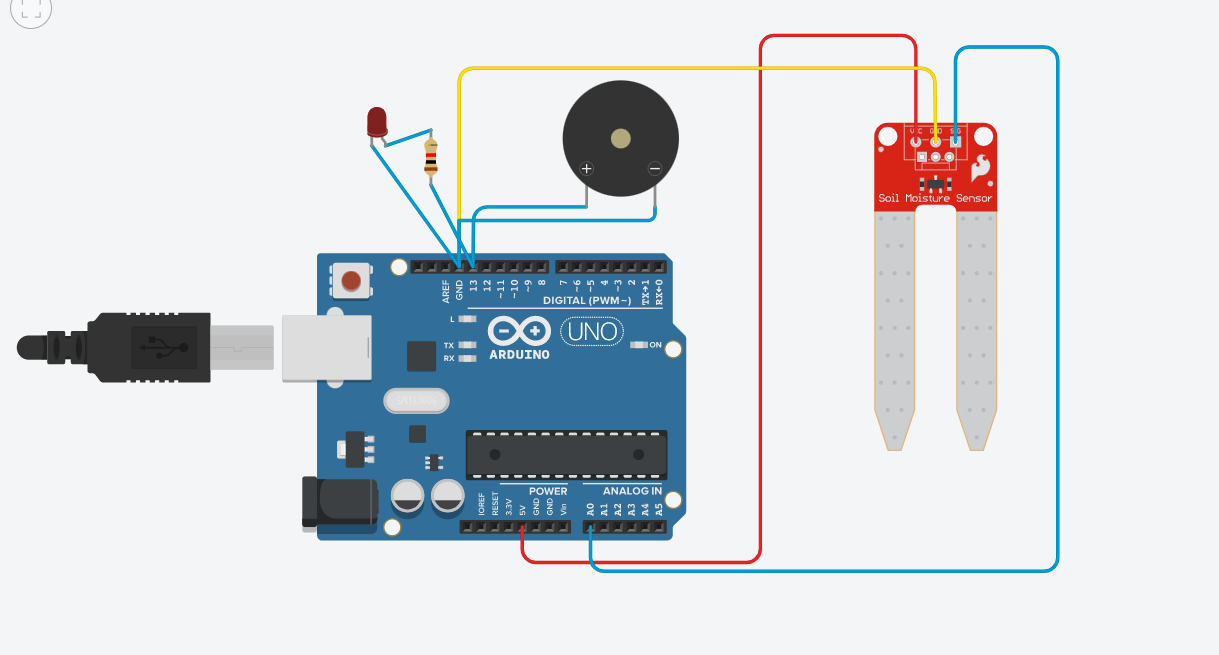 VCC GND SIG
Soil Moisture Sensor
+ −
AREF
GND
13
12
~11
~10
~9
8
7
~6
~5
4
~3
2
TX→1
RX←0
DIGITAL (PWM~)
L
TX
RX
ARDUINO
UNO
ON
POWER
ANALOG IN
IOREF
RESET
3.3V
5V
GND
GND
Vin
A0
A1
A2
A3
A4
A5